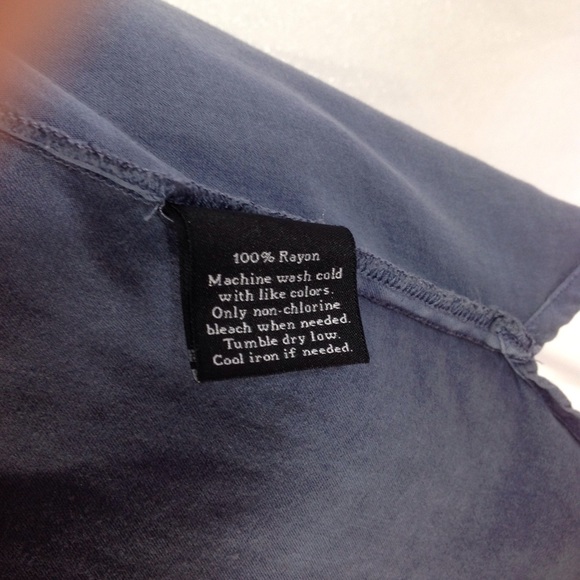 100% Rayon
Machine wash cold
with like colors.
Only non-chlorine
bleach when needed.
Tumble dry low.
Cool iron if needed.